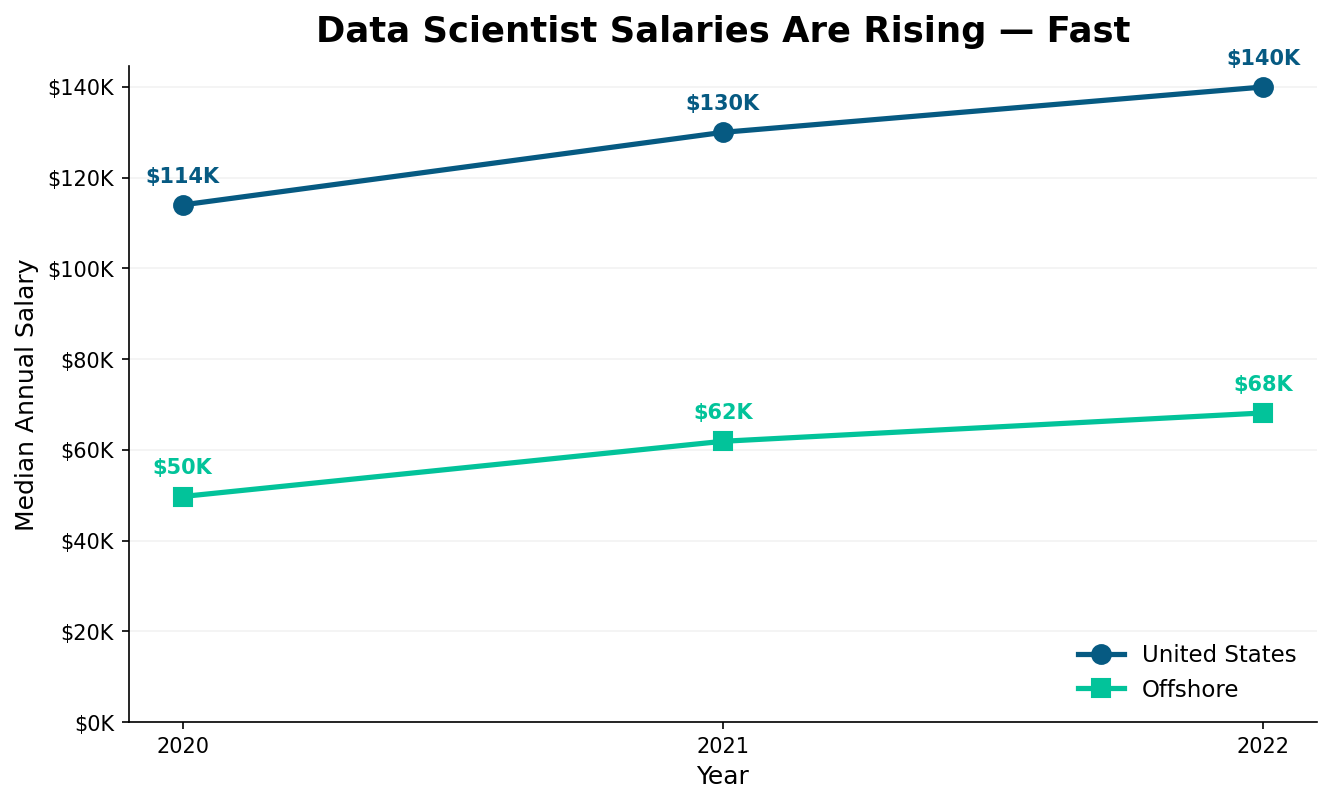 Data Scientist Salaries Are Rising — Fast
$140K
$120K
$100K
$80K
$60K
$40K
$20K
$0K
Median Annual Salary
$114K
$130K
$140K
$50K
$62K
$68K
United States
Offshore
2020
2021
2022
Year